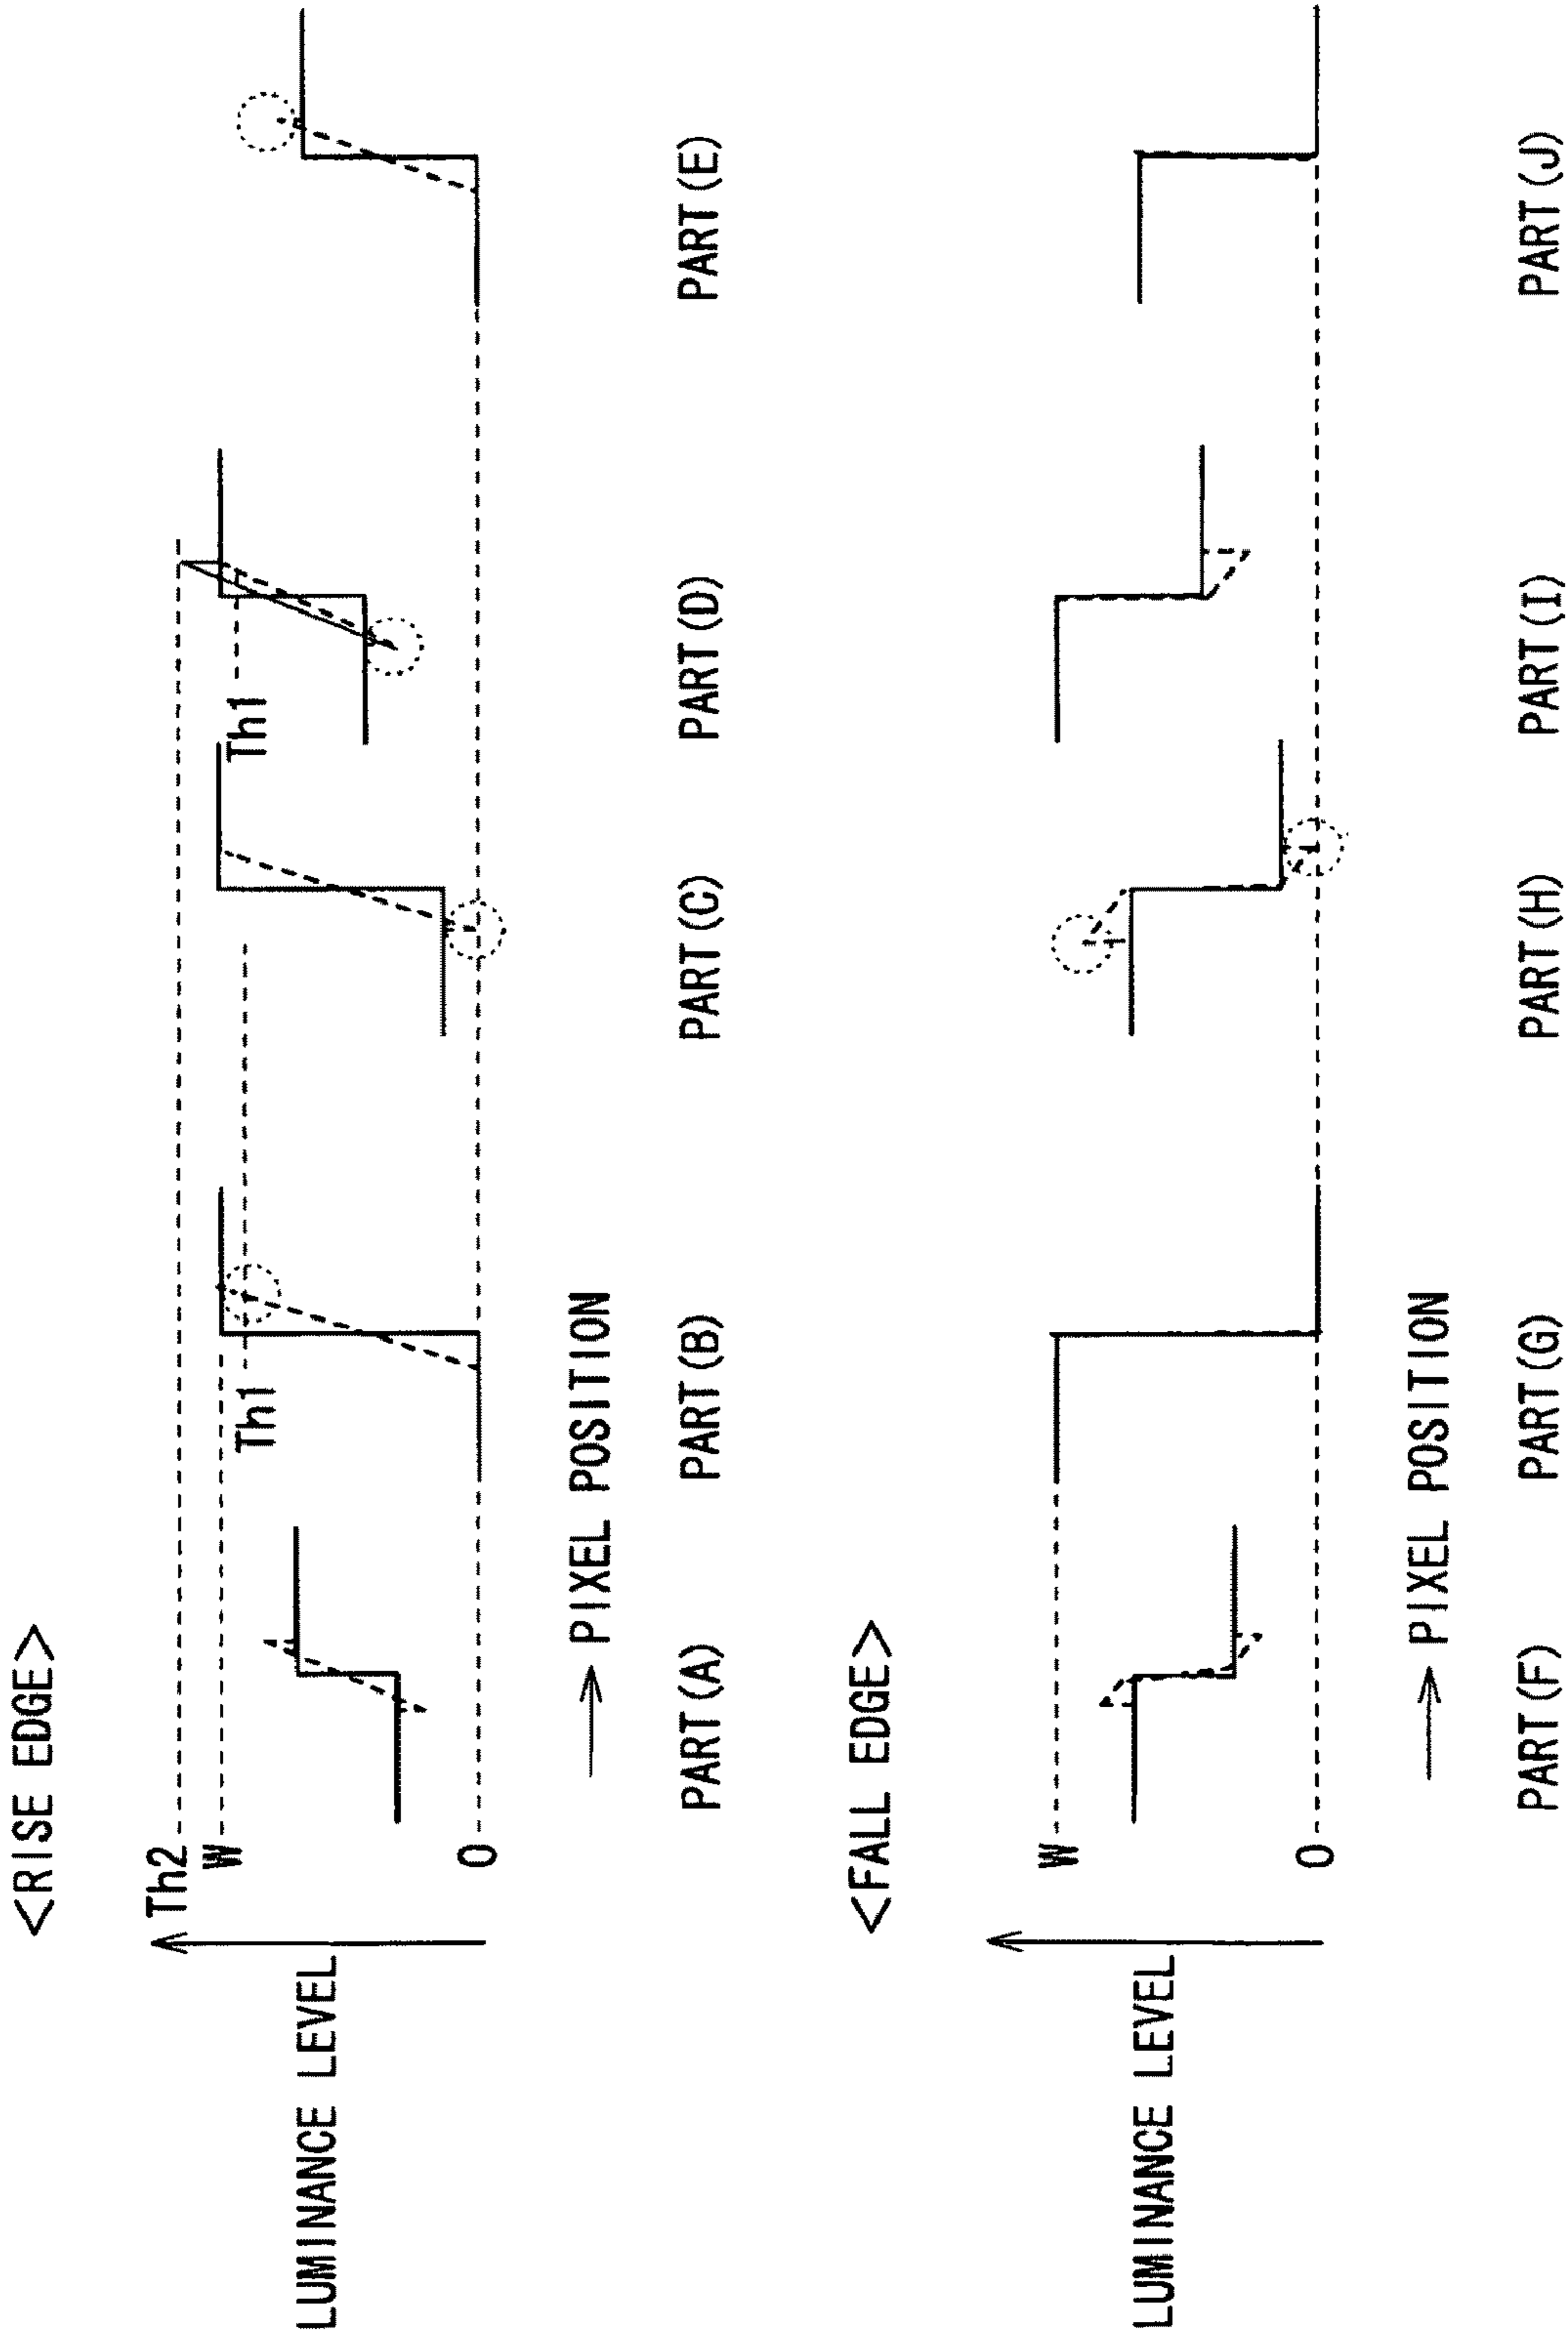 <RISE EDGE>
Th2
W
Th1
Th1
0
LUMINANCE LEVEL
PIXEL POSITION
PART(A) PART(B) PART(C) PART(D) PART(E)
<FALL EDGE>
W
0
LUMINANCE LEVEL
PIXEL POSITION
PART(F) PART(G) PART(H) PART(I) PART(J)